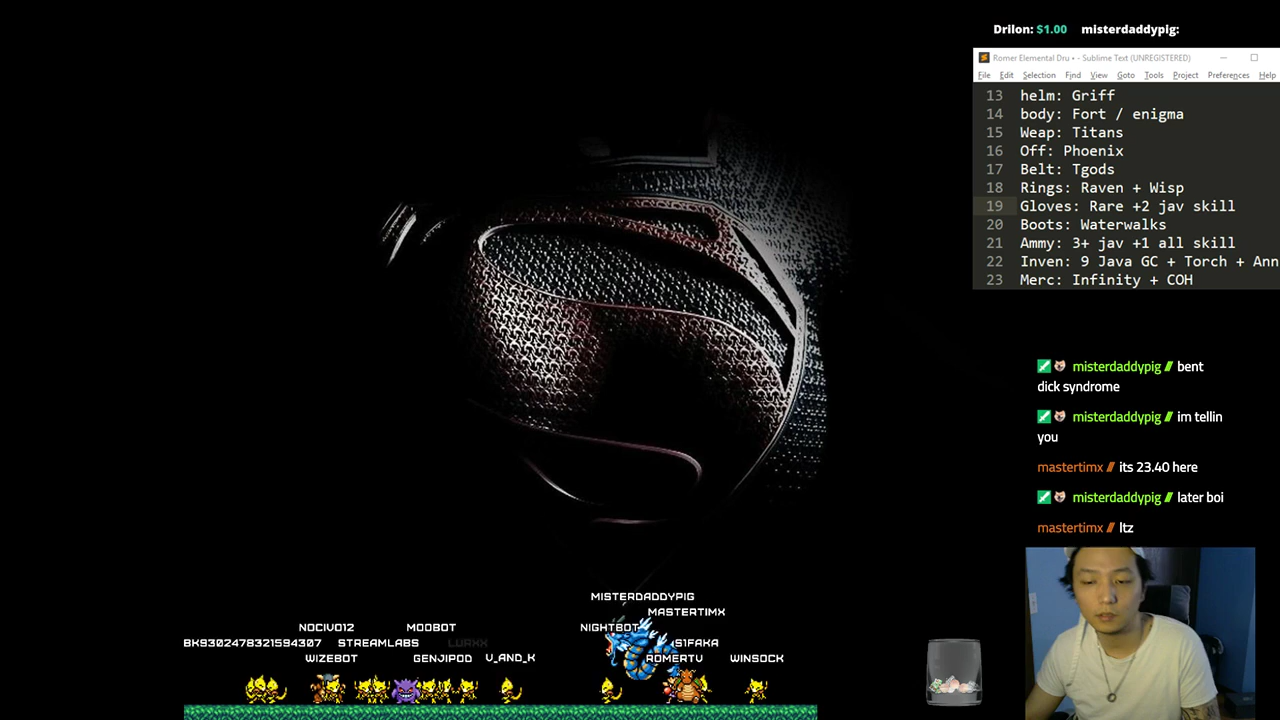 Drilon: $1.00 misterdaddypig:
Romer Elemental Dru • - Sublime Text (UNREGISTERED)
File Edit Selection Find View Goto Tools Project Preferences Help
13 helm: Griff
14 body: Fort / enigma
15 Weap: Titans
16 Off: Phoenix
17 Belt: Tgods
18 Rings: Raven + Wisp
19 Gloves: Rare +2 jav skill
20 Boots: Waterwalks
21 Ammy: 3+ jav +1 all skill
22 Inven: 9 Java GC + Torch + Ann
23 Merc: Infinity + COH
misterdaddypig // bent
dick syndrome
misterdaddypig // im tellin
you
mastertimx // its 23.40 here
misterdaddypig // later boi
mastertimx // ltz
MISTERDADDYPIG
MASTERTIMX
NOCIVO12 MOOBOT NIGHTBOT
BK9302478321594307 STREAMLABS LURXX S1FAKA
WIZEBOT GENJIPOD V_AND_K ROMERTV WINSOCK